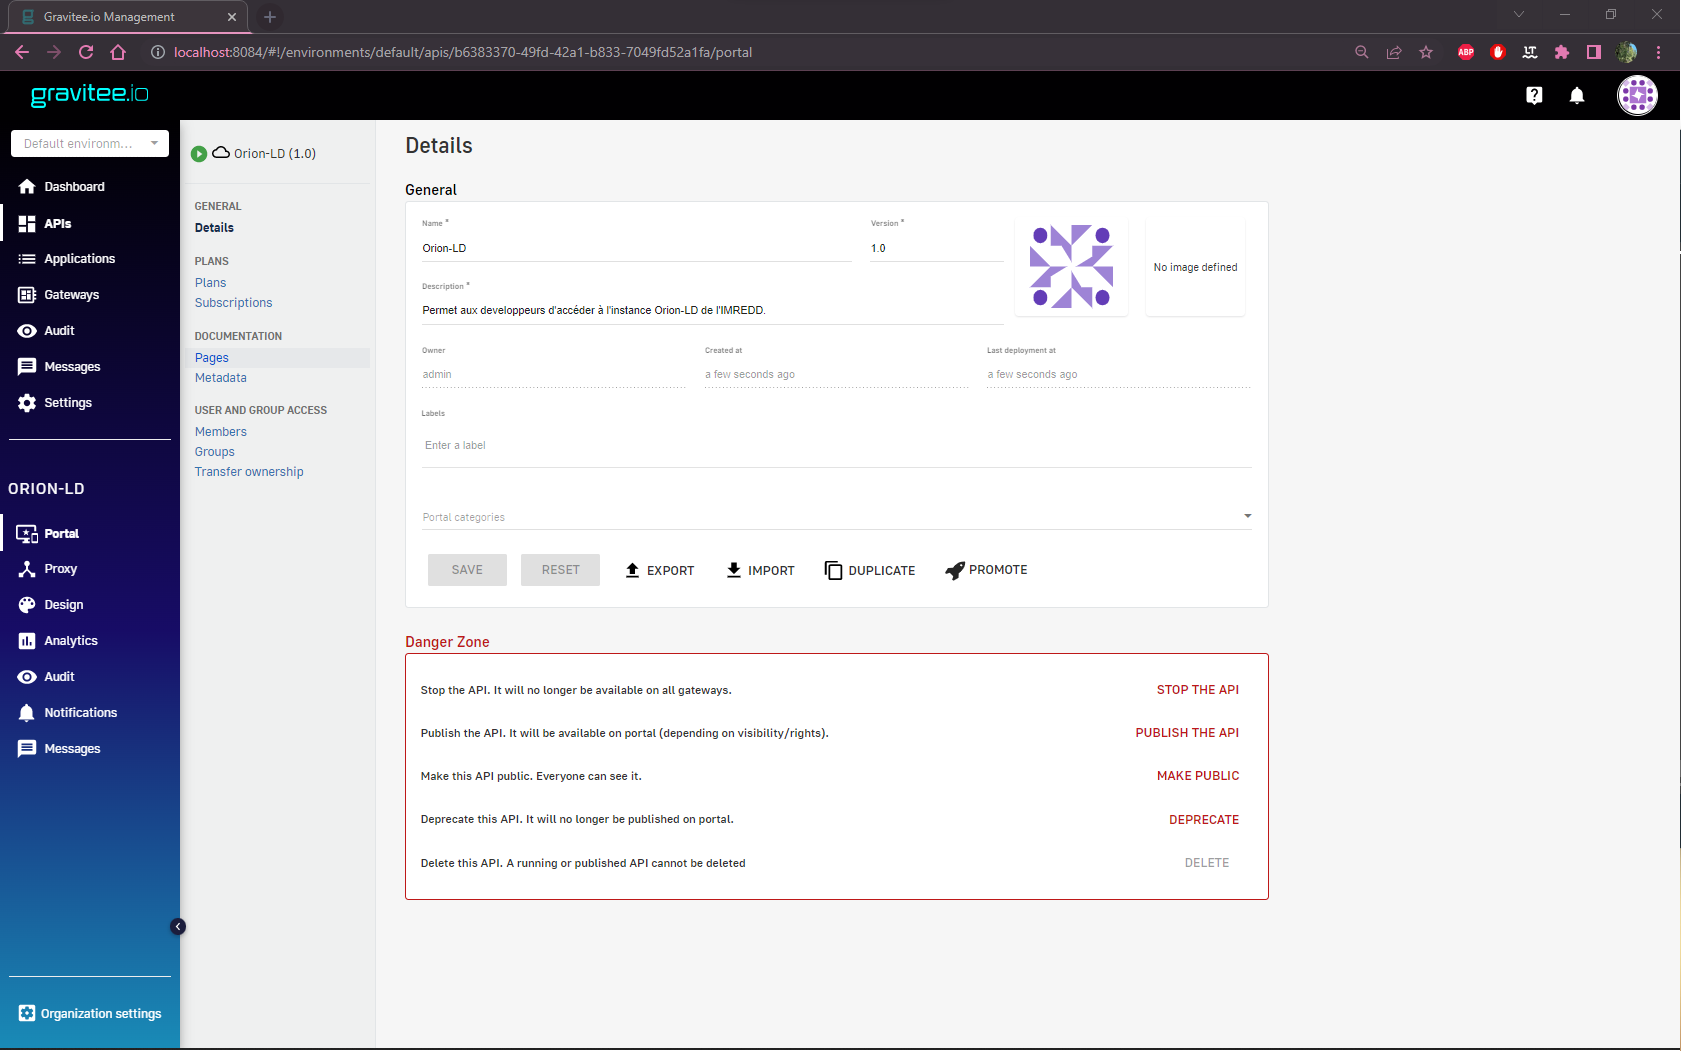 Gravitee.io Management
localhost:8084/#!/environments/default/apis/b6383370-49fd-42a1-b833-7049fd52a1fa/portal
ABP
gravitee.io
Default environm...
Dashboard
APIs
Applications
Gateways
Audit
Messages
Settings
ORION-LD
Portal
Proxy
Design
Analytics
Audit
Notifications
Messages
Organization settings
Orion-LD (1.0)
GENERAL
Details
PLANS
Plans
Subscriptions
DOCUMENTATION
Pages
Metadata
USER AND GROUP ACCESS
Members
Groups
Transfer ownership
Details
General
Name *
Version *
Orion-LD
1.0
No image defined
Description *
Permet aux developpeurs d'accéder à l'instance Orion-LD de l'IMREDD.
Owner
Created at
Last deployment at
admin
a few seconds ago
a few seconds ago
Labels
Enter a label
Portal categories
SAVE
RESET
EXPORT
IMPORT
DUPLICATE
PROMOTE
Danger Zone
Stop the API. It will no longer be available on all gateways.
STOP THE API
Publish the API. It will be available on portal (depending on visibility/rights).
PUBLISH THE API
Make this API public. Everyone can see it.
MAKE PUBLIC
Deprecate this API. It will no longer be published on portal.
DEPRECATE
Delete this API. A running or published API cannot be deleted
DELETE